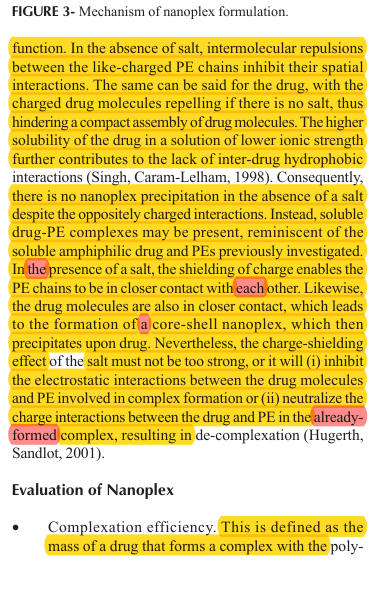 FIGURE 3- Mechanism of nanoplex formulation.
function. In the absence of salt, intermolecular repulsions
between the like-charged PE chains inhibit their spatial
interactions. The same can be said for the drug, with the
charged drug molecules repelling if there is no salt, thus
hindering a compact assembly of drug molecules. The higher
solubility of the drug in a solution of lower ionic strength
further contributes to the lack of inter-drug hydrophobic
interactions (Singh, Caram-Lelham, 1998). Consequently,
there is no nanoplex precipitation in the absence of a salt
despite the oppositely charged interactions. Instead, soluble
drug-PE complexes may be present, reminiscent of the
soluble amphiphilic drug and PEs previously investigated.
In the presence of a salt, the shielding of charge enables the
PE chains to be in closer contact with each other. Likewise,
the drug molecules are also in closer contact, which leads
to the formation of a core-shell nanoplex, which then
precipitates upon drug. Nevertheless, the charge-shielding
effect of the salt must not be too strong, or it will (i) inhibit
the electrostatic interactions between the drug molecules
and PE involved in complex formation or (ii) neutralize the
charge interactions between the drug and PE in the already-
formed complex, resulting in de-complexation (Hugerth,
Sandlot, 2001).
Evaluation of Nanoplex
• Complexation efficiency. This is defined as the
mass of a drug that forms a complex with the poly-